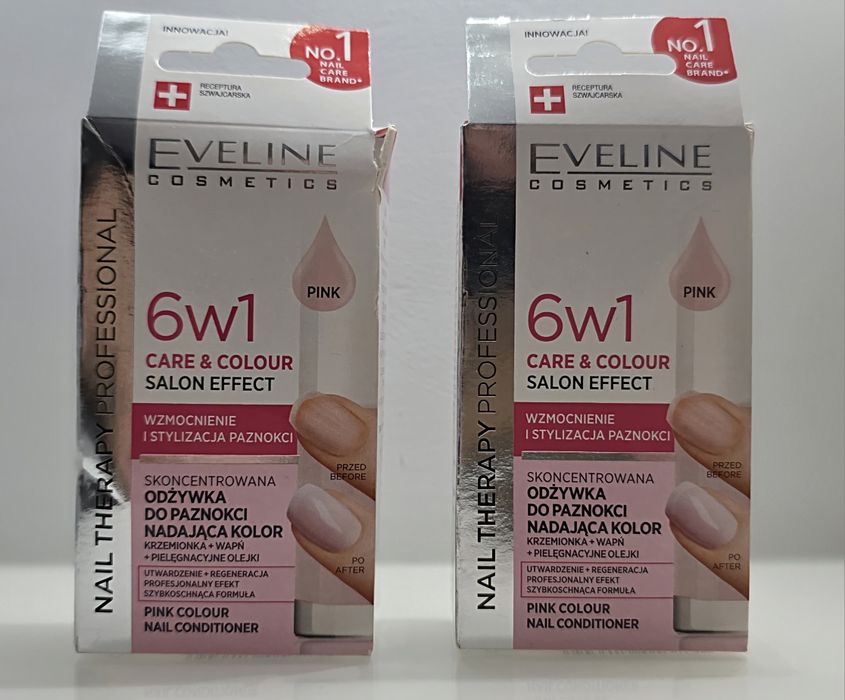 INNOWACJA!
NO.1
NAIL
CARE
BRAND*
RECEPTURA
SZWAJCARSKA
EVELINE
COSMETICS
NAIL THERAPY PROFESSIONAL
PINK
6w1
CARE & COLOUR
SALON EFFECT
WZMOCNIENIE
I STYLIZACJA PAZNOKCI
PRZED
BEFORE
SKONCENTROWANA
ODŻYWKA
DO PAZNOKCI
NADAJĄCA KOLOR
KRZEMIONKA + WAPŃ
+ PIELĘGNACYJNE OLEJKI
PO
AFTER
UTWARDZENIE + REGENERACJA
PROFESJONALNY EFEKT
SZYBKOSCHNĄCA FORMUŁA
PINK COLOUR
NAIL CONDITIONER
INNOWACJA!
NO.1
NAIL
CARE
BRAND*
RECEPTURA
SZWAJCARSKA
EVELINE
COSMETICS
NAIL THERAPY PROFESSIONAL
PINK
6w1
CARE & COLOUR
SALON EFFECT
WZMOCNIENIE
I STYLIZACJA PAZNOKCI
PRZED
BEFORE
SKONCENTROWANA
ODŻYWKA
DO PAZNOKCI
NADAJĄCA KOLOR
KRZEMIONKA + WAPŃ
+ PIELĘGNACYJNE OLEJKI
PO
AFTER
UTWARDZENIE + REGENERACJA
PROFESJONALNY EFEKT
SZYBKOSCHNĄCA FORMUŁA
PINK COLOUR
NAIL CONDITIONER